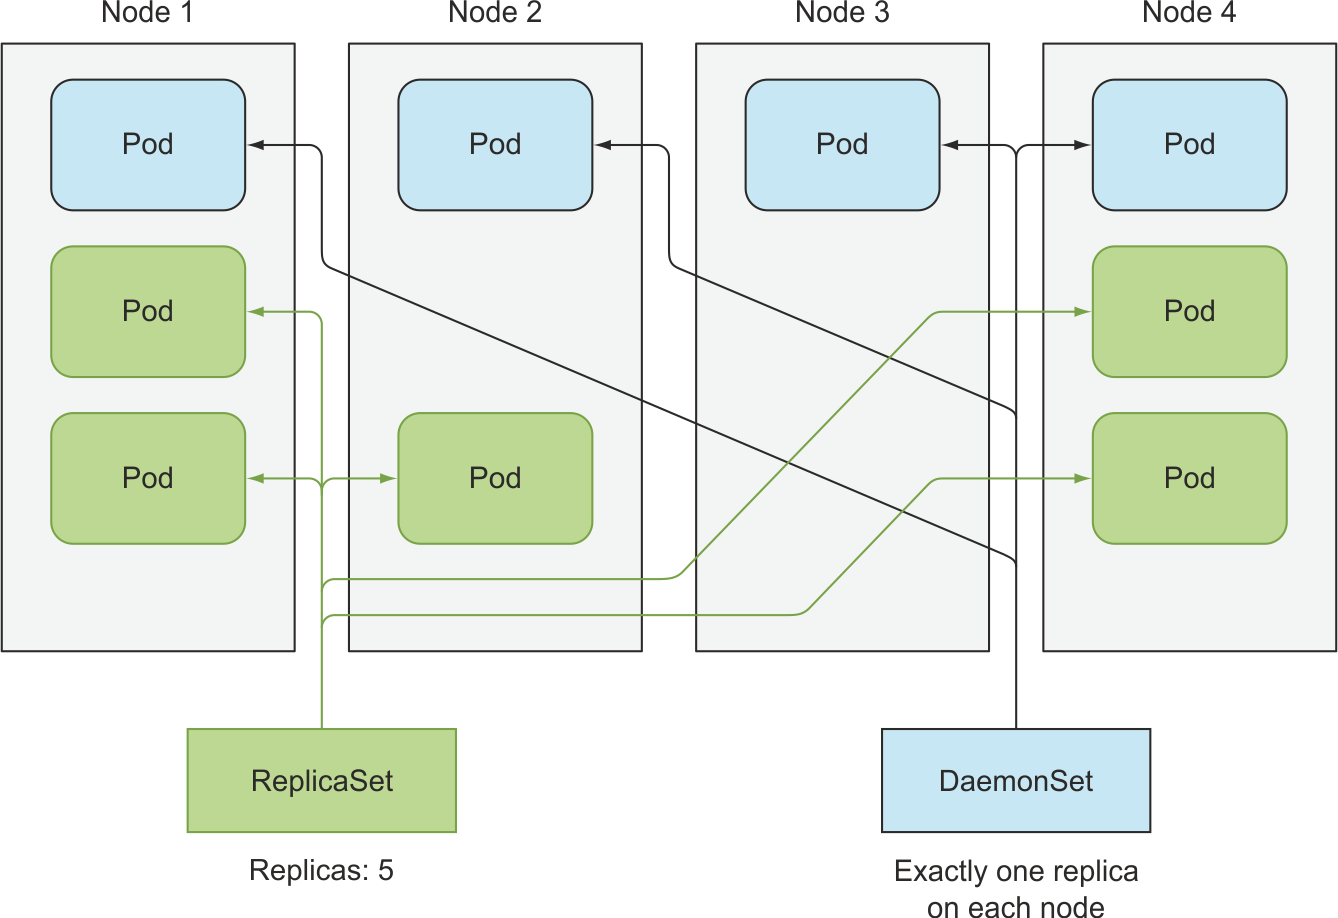 Node 1
Node 2
Node 3
Node 4
Pod
Pod
Pod
Pod
Pod
Pod
Pod
Pod
Pod
ReplicaSet
DaemonSet
Replicas: 5
Exactly one replica
on each node